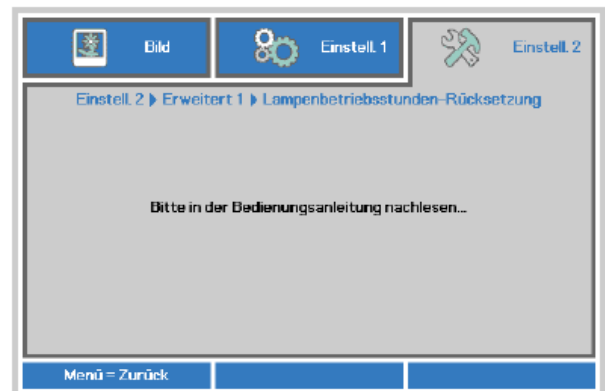 Bild
Einstell. 1
Einstell. 2
Einstell. 2 ▶ Erweitert 1 ▶ Lampenbetriebsstunden-Rücksetzung
Bitte in der Bedienungsanleitung nachlesen...
Menü = Zurück